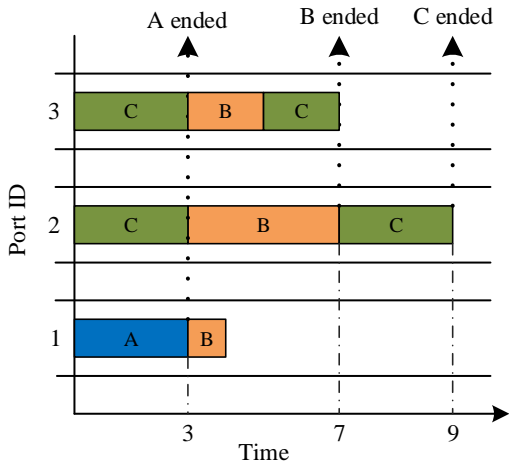 A ended B ended C ended
3 C B C
Port ID
2 C B C
1 A B
3 7 9
Time